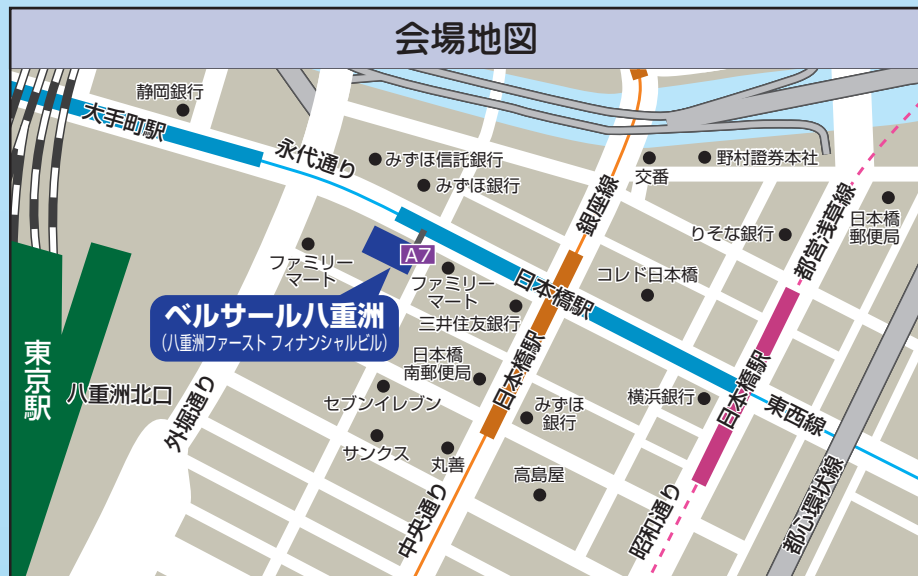 会場地図
静岡銀行
大手町駅
永代通り
みずほ信託銀行
みずほ銀行
銀座線
交番
野村證券本社
都営浅草線
日本橋
郵便局
りそな銀行
ファミリー
マート
A7
ファミリー
マート
日本橋駅
コレド日本橋
ベルサール八重洲
(八重洲ファースト フィナンシャルビル)
三井住友銀行
東京駅
八重洲北口
外堀通り
日本橋
南郵便局
日本橋駅
セブンイレブン
みずほ
銀行
横浜銀行
日本橋駅
東西線
サンクス
丸善
高島屋
中央通り
昭和通り
都心環状線